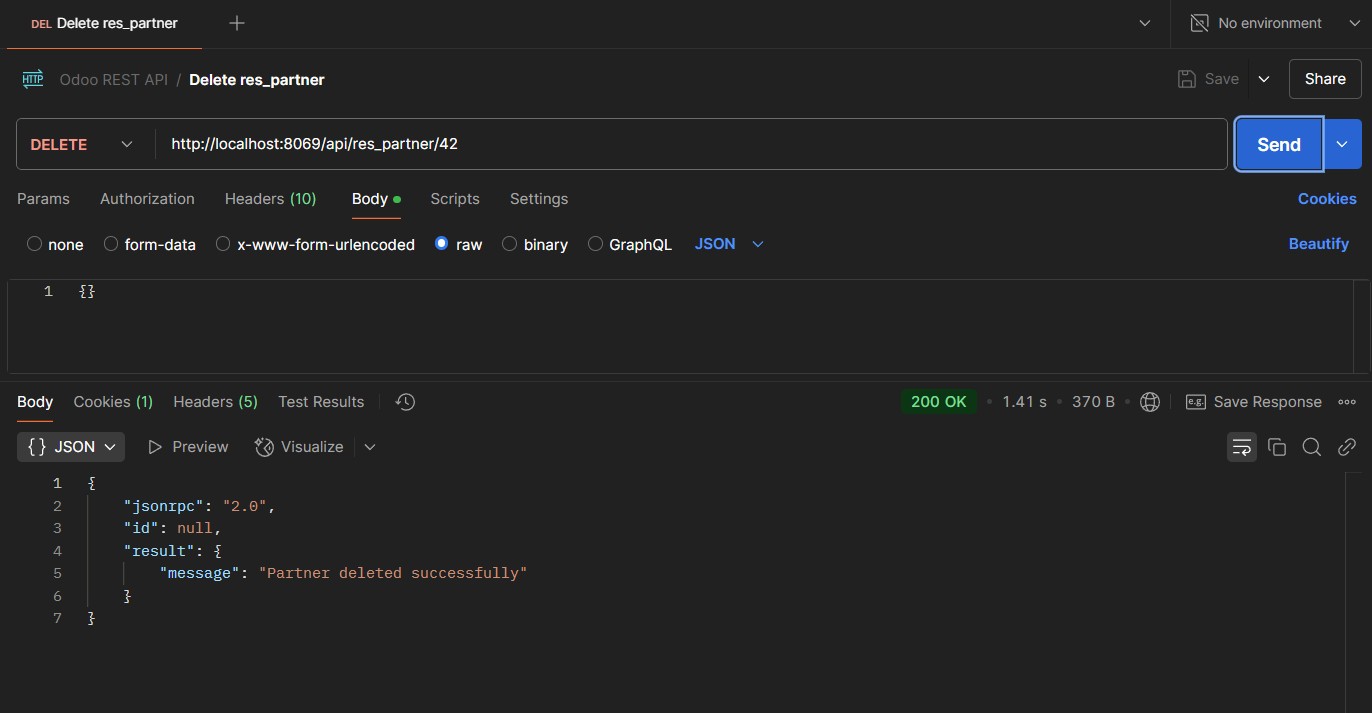 DEL Delete res_partner
No environment
HTTP Odoo REST API / Delete res_partner
Save
Share
DELETE http://localhost:8069/api/res_partner/42
Send
Params Authorization Headers (10) Body Scripts Settings Cookies
none form-data x-www-form-urlencoded raw binary GraphQL JSON Beautify
1 {}
Body Cookies (1) Headers (5) Test Results 200 OK • 1.41 s • 370 B • e.g. Save Response
{} JSON Preview Visualize
1 {
2 "jsonrpc": "2.0",
3 "id": null,
4 "result": {
5 "message": "Partner deleted successfully"
6 }
7 }